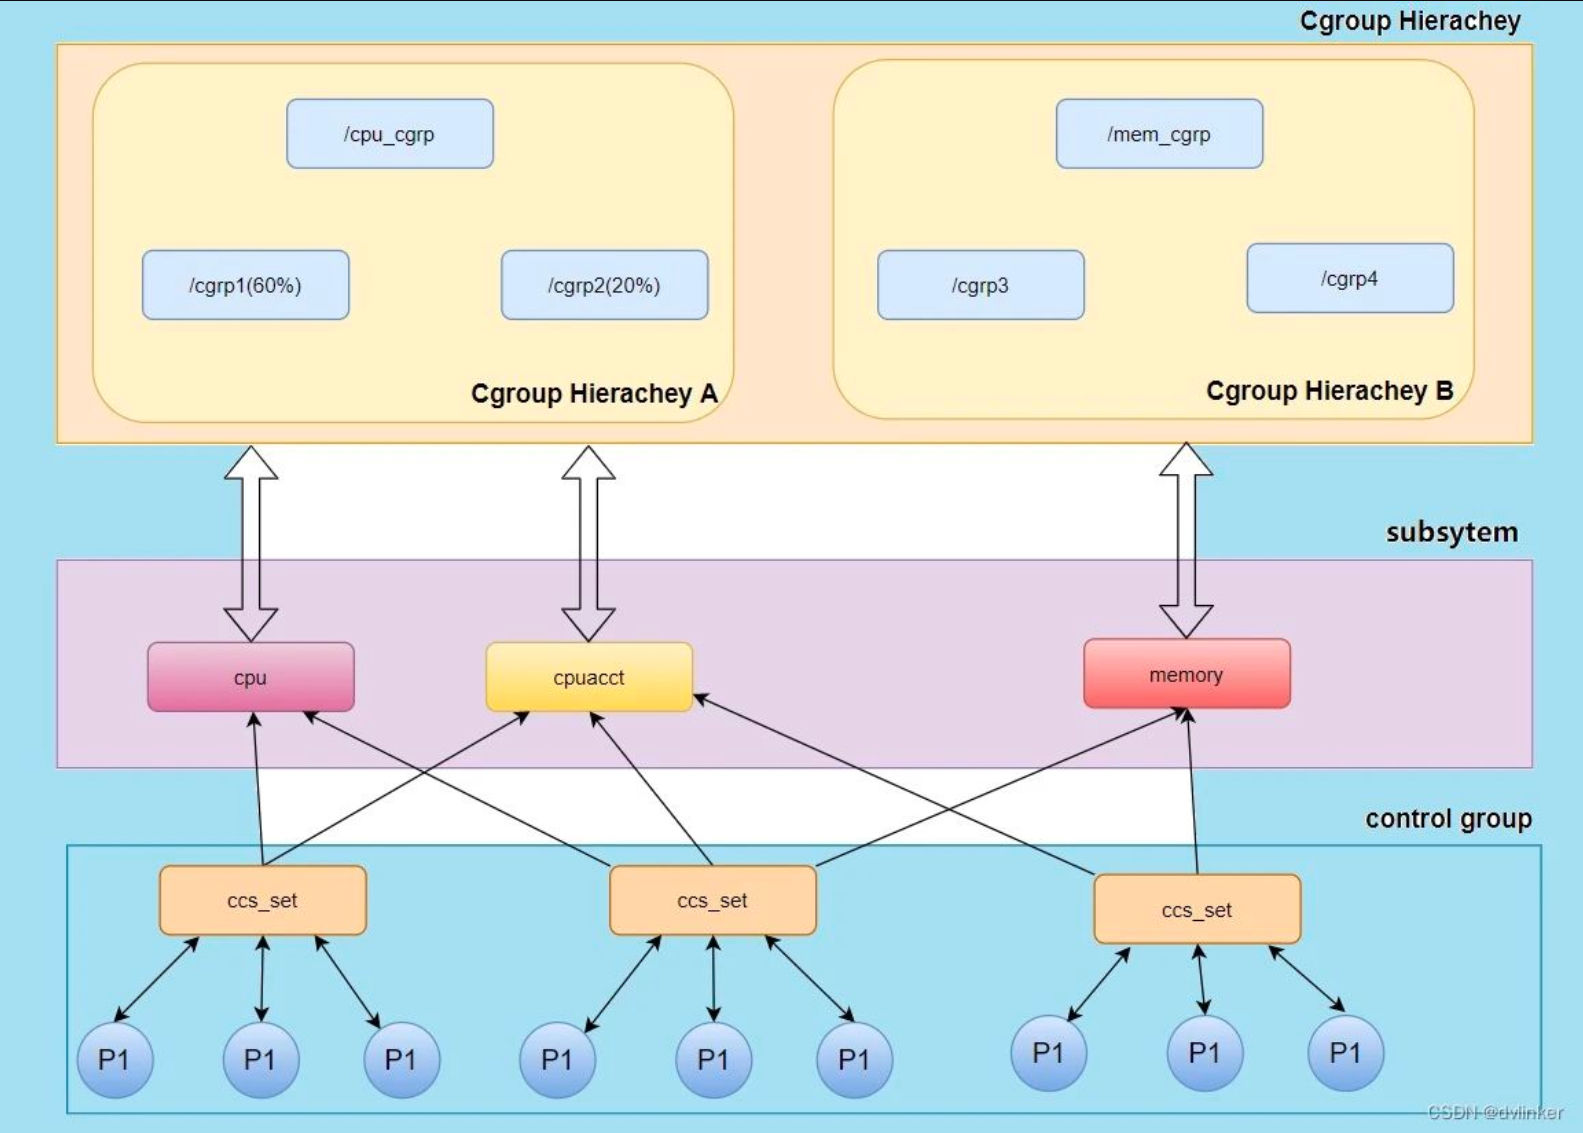 Cgroup Hierachey
/cpu_cgrp
/mem_cgrp
/cgrp1(60%)
/cgrp2(20%)
/cgrp3
/cgrp4
Cgroup Hierachey A
Cgroup Hierachey B
subsytem
cpu
cpuacct
memory
control group
ccs_set
ccs_set
ccs_set
P1
P1
P1
P1
P1
P1
P1
P1
P1
CSDN @dvlinker